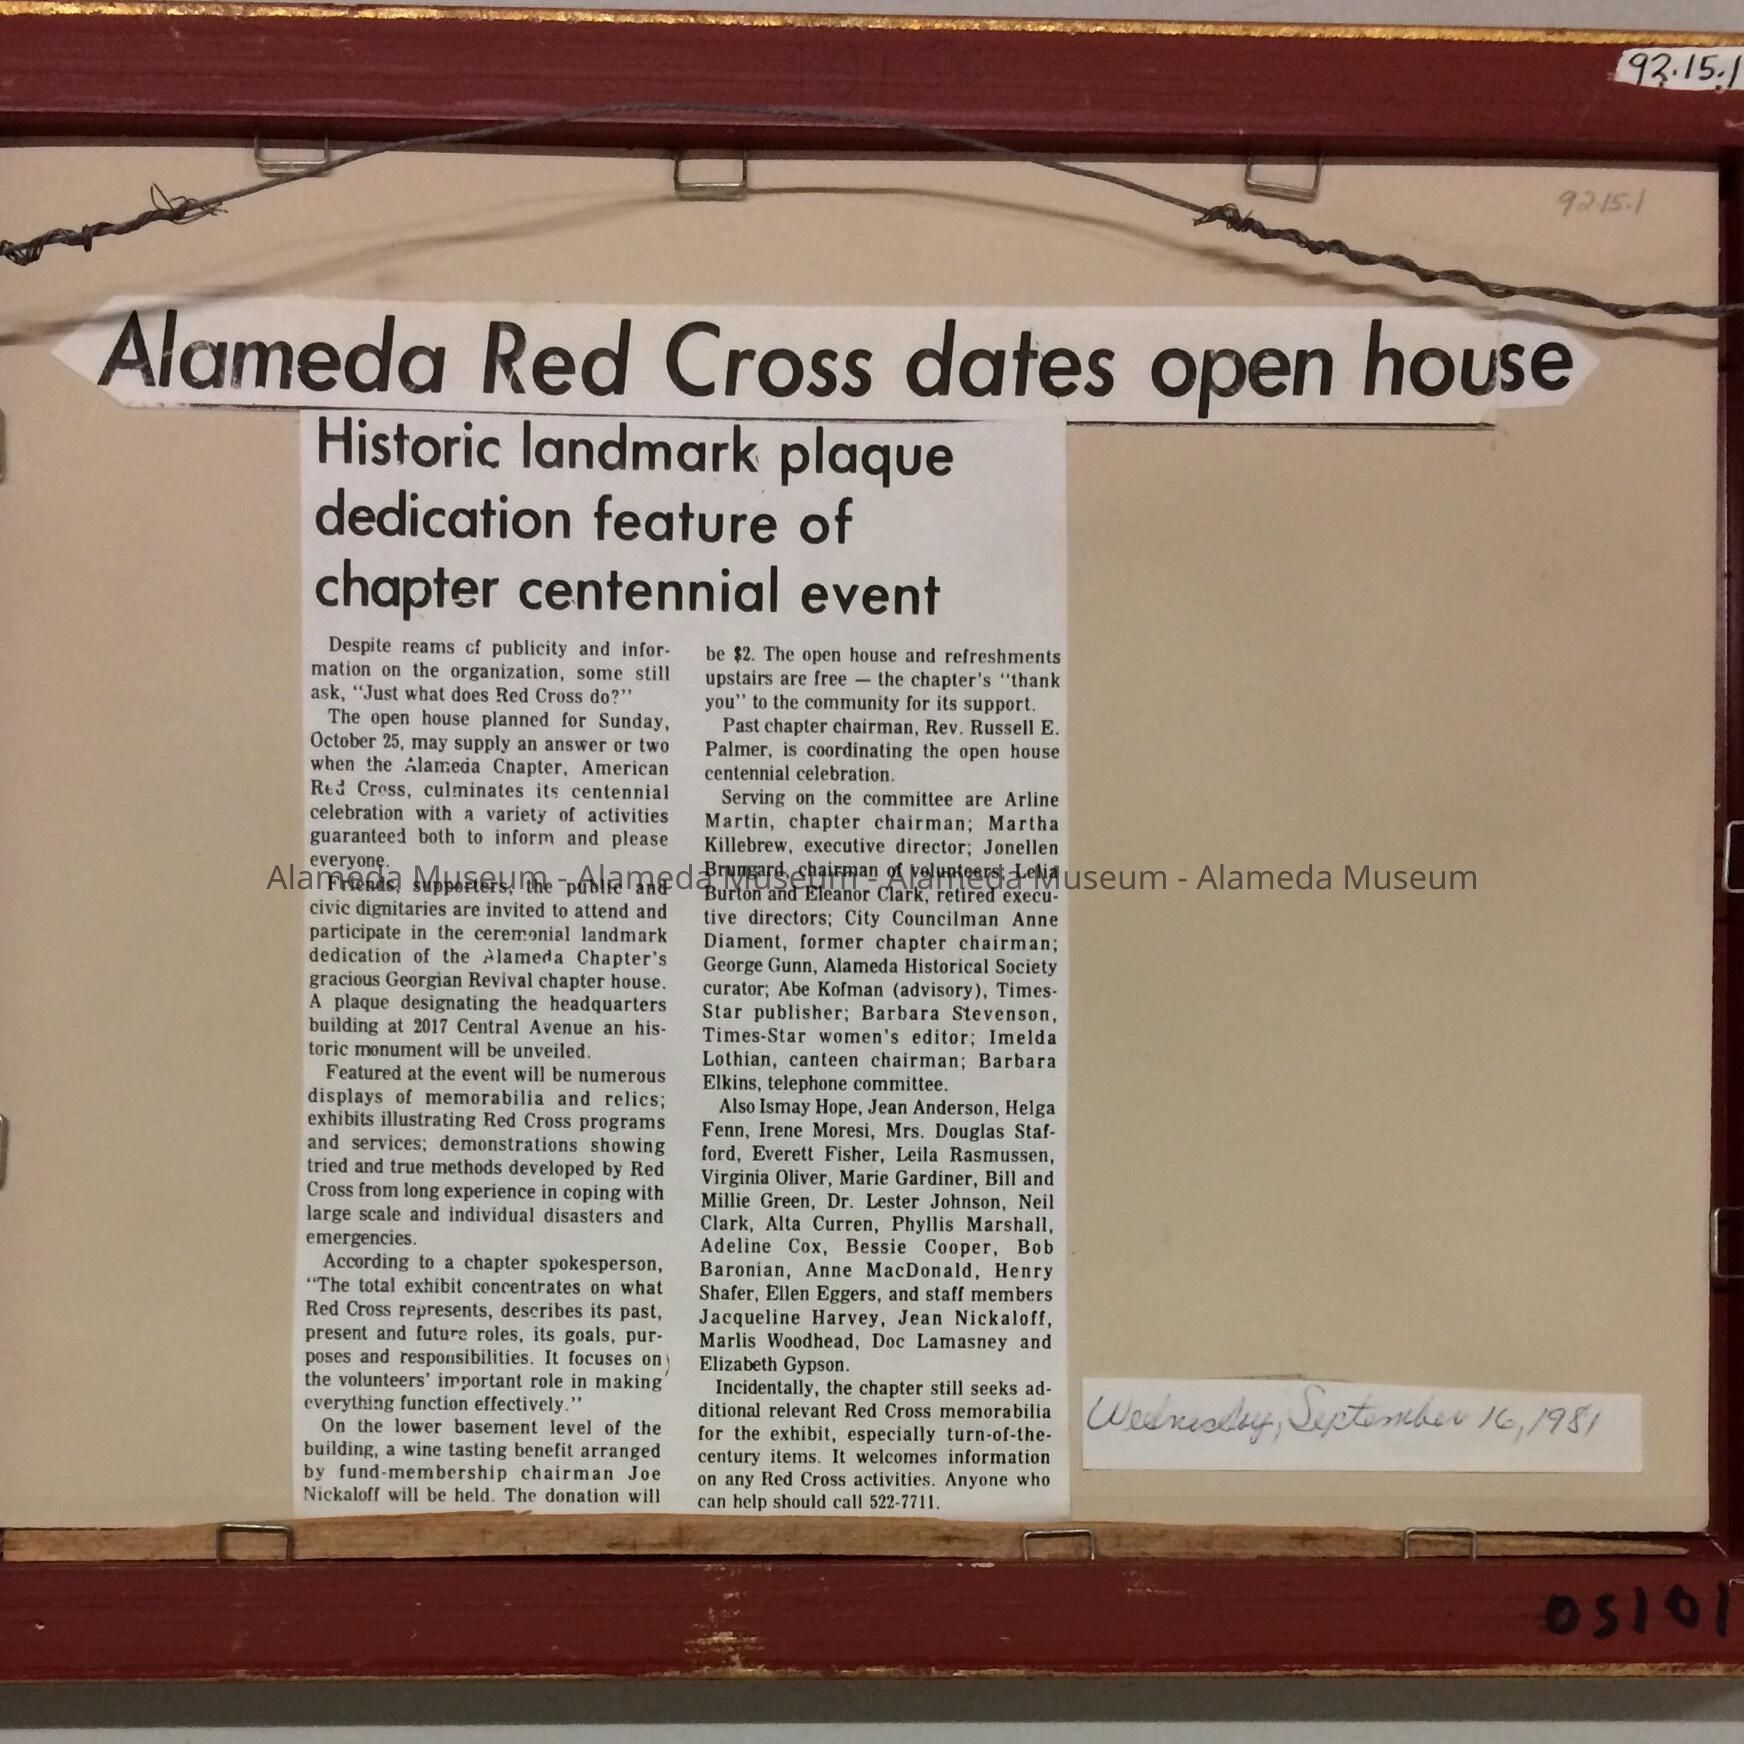 92.15.1
92.15.1
Alameda Red Cross dates open house
Historic landmark plaque
dedication feature of
chapter centennial event
Despite reams of publicity and infor-
mation on the organization, some still
ask, "Just what does Red Cross do?"
The open house planned for Sunday,
October 25, may supply an answer or two
when the Alameda Chapter, American
Red Cross, culminates its centennial
celebration with a variety of activities
guaranteed both to inform and please
everyone.
Friends, supporters, the public and
civic dignitaries are invited to attend and
participate in the ceremonial landmark
dedication of the Alameda Chapter's
gracious Georgian Revival chapter house.
A plaque designating the headquarters
building at 2017 Central Avenue an his-
toric monument will be unveiled.
Featured at the event will be numerous
displays of memorabilia and relics;
exhibits illustrating Red Cross programs
and services; demonstrations showing
tried and true methods developed by Red
Cross from long experience in coping with
large scale and individual disasters and
emergencies.
According to a chapter spokesperson,
"The total exhibit concentrates on what
Red Cross represents, describes its past,
present and future roles, its goals, pur-
poses and responsibilities. It focuses on
the volunteers' important role in making
everything function effectively."
On the lower basement level of the
building, a wine tasting benefit arranged
by fund-membership chairman Joe
Nickaloff will be held. The donation will
be $2. The open house and refreshments
upstairs are free — the chapter's "thank
you" to the community for its support.
Past chapter chairman, Rev. Russell E.
Palmer, is coordinating the open house
centennial celebration.
Serving on the committee are Arline
Martin, chapter chairman; Martha
Killebrew, executive director; Jonellen
Brungard, chairman of volunteers; Lelia
Burton and Eleanor Clark, retired execu-
tive directors; City Councilman Anne
Diament, former chapter chairman;
George Gunn, Alameda Historical Society
curator; Abe Kofman (advisory), Times-
Star publisher; Barbara Stevenson,
Times-Star women's editor; Imelda
Lothian, canteen chairman; Barbara
Elkins, telephone committee.
Also Ismay Hope, Jean Anderson, Helga
Fenn, Irene Moresi, Mrs. Douglas Staf-
ford, Everett Fisher, Leila Rasmussen,
Virginia Oliver, Marie Gardiner, Bill and
Millie Green, Dr. Lester Johnson, Neil
Clark, Alta Curren, Phyllis Marshall,
Adeline Cox, Bessie Cooper, Bob
Baronian, Anne MacDonald, Henry
Shafer, Ellen Eggers, and staff members
Jacqueline Harvey, Jean Nickaloff,
Marlis Woodhead, Doc Lamasney and
Elizabeth Gypson.
Incidentally, the chapter still seeks ad-
ditional relevant Red Cross memorabilia
for the exhibit, especially turn-of-the-
century items. It welcomes information
on any Red Cross activities. Anyone who
can help should call 522-7711.
Wednesday, September 16, 1981
Alameda Museum - Alameda Museum - Alameda Museum - Alameda Museum